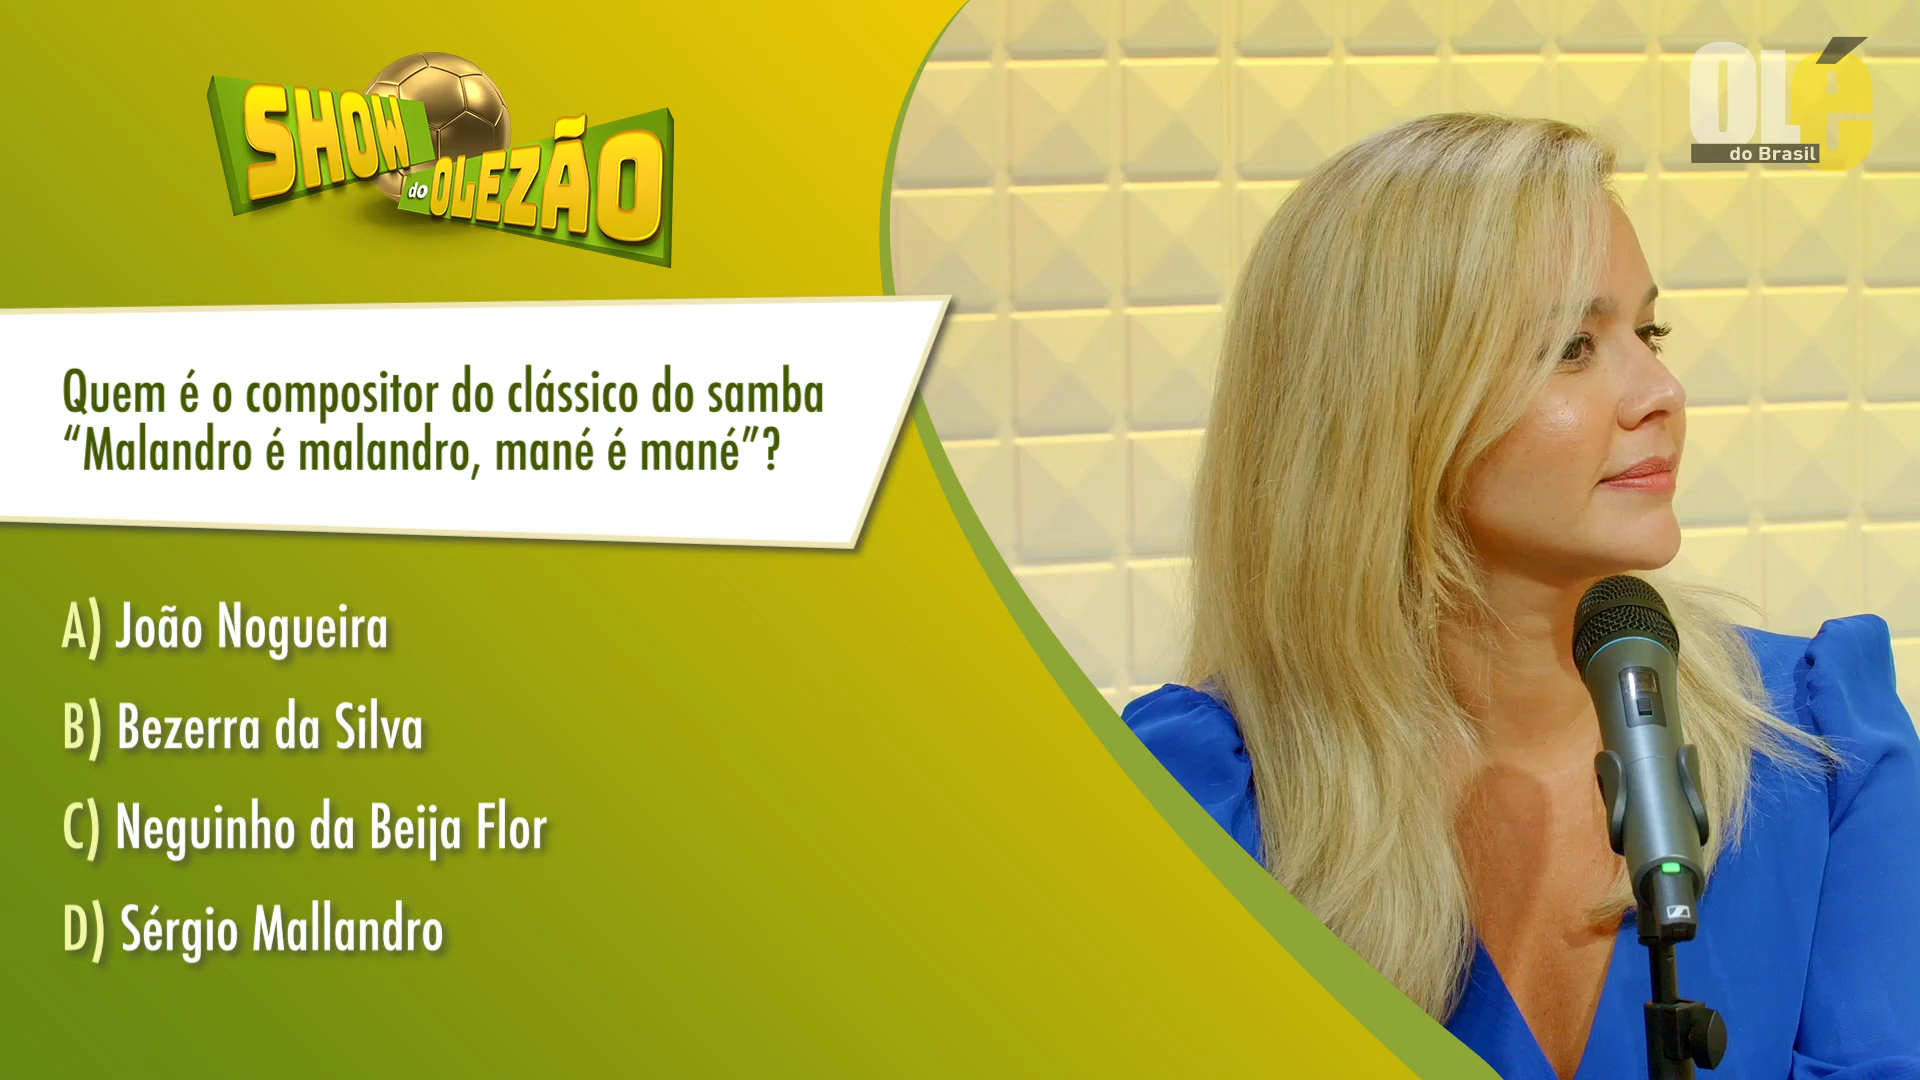 SHOW
do OLEZÃO
OLé
do Brasil
Quem é o compositor do clássico do samba
“Malandro é malandro, mané é mané”?
A) João Nogueira
B) Bezerra da Silva
C) Neguinho da Beija Flor
D) Sérgio Mallandro